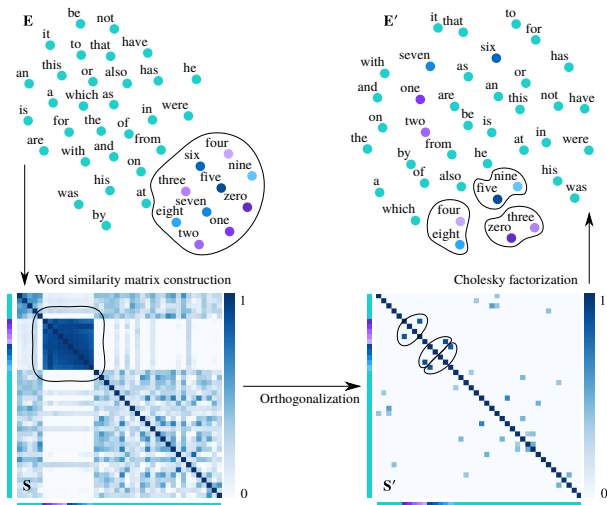 E
be
not
it
to
that
have
this
an
or
also
has
he
a
which
as
is
for
the
of
in
were
are
with
and
from
four
six
nine
on
five
three
his
zero
seven
was
at
eight
one
by
two
E′
it
that
to
for
six
seven
has
with
as
or
one
an
and
are
this
not
have
two
be
is
on
the
from
at
in
were
he
by
of
also
nine
his
a
five
was
which
four
three
zero
eight
Word similarity matrix construction
Cholesky factorization
1
1
Orthogonalization
S
0
S′
0